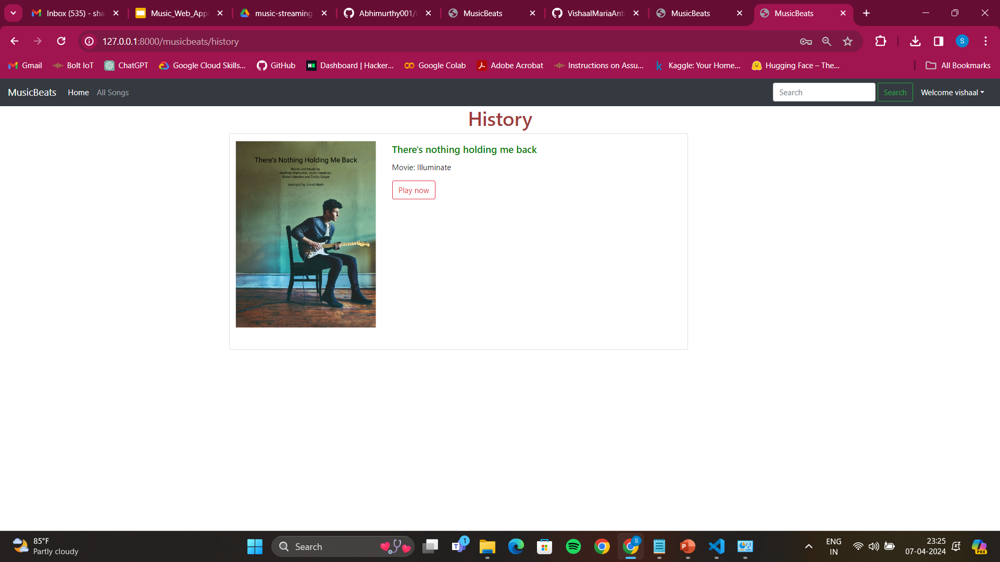 Inbox (535) - sha
Music_Web_Appl
music-streaming
Abhimurthy001/r
MusicBeats
VishaalMariaAnt
MusicBeats
MusicBeats
127.0.0.1:8000/musicbeats/history
S
Gmail
Bolt IoT
ChatGPT
Google Cloud Skills...
GitHub
Dashboard | Hacker...
Google Colab
Adobe Acrobat
Instructions on Assu...
Kaggle: Your Home...
Hugging Face – The...
All Bookmarks
MusicBeats
Home
All Songs
Search
Search
Welcome vishaal
History
There's Nothing Holding Me Back
Words and Music by
Geoffrey Warburton, Scott Friedman,
Shawn Mendes and Teddy Geiger
Arranged by Josué Marin
There's nothing holding me back
Movie: Illuminate
Play now
85°F
Partly cloudy
Search
1
S
ENG
IN
23:25
07-04-2024
PRE